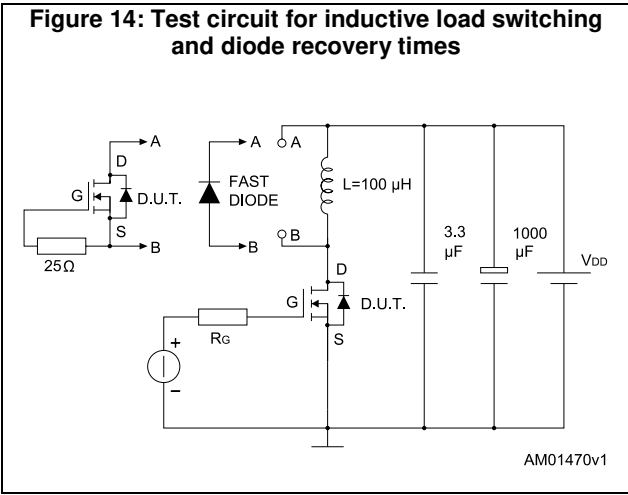 Figure 14: Test circuit for inductive load switching
and diode recovery times
A
D
G
D.U.T.
S
B
25Ω
A
FAST
DIODE
B
A
L=100 µH
B
D
G
D.U.T.
S
RG
+
−
3.3
µF
1000
µF
VDD
AM01470v1